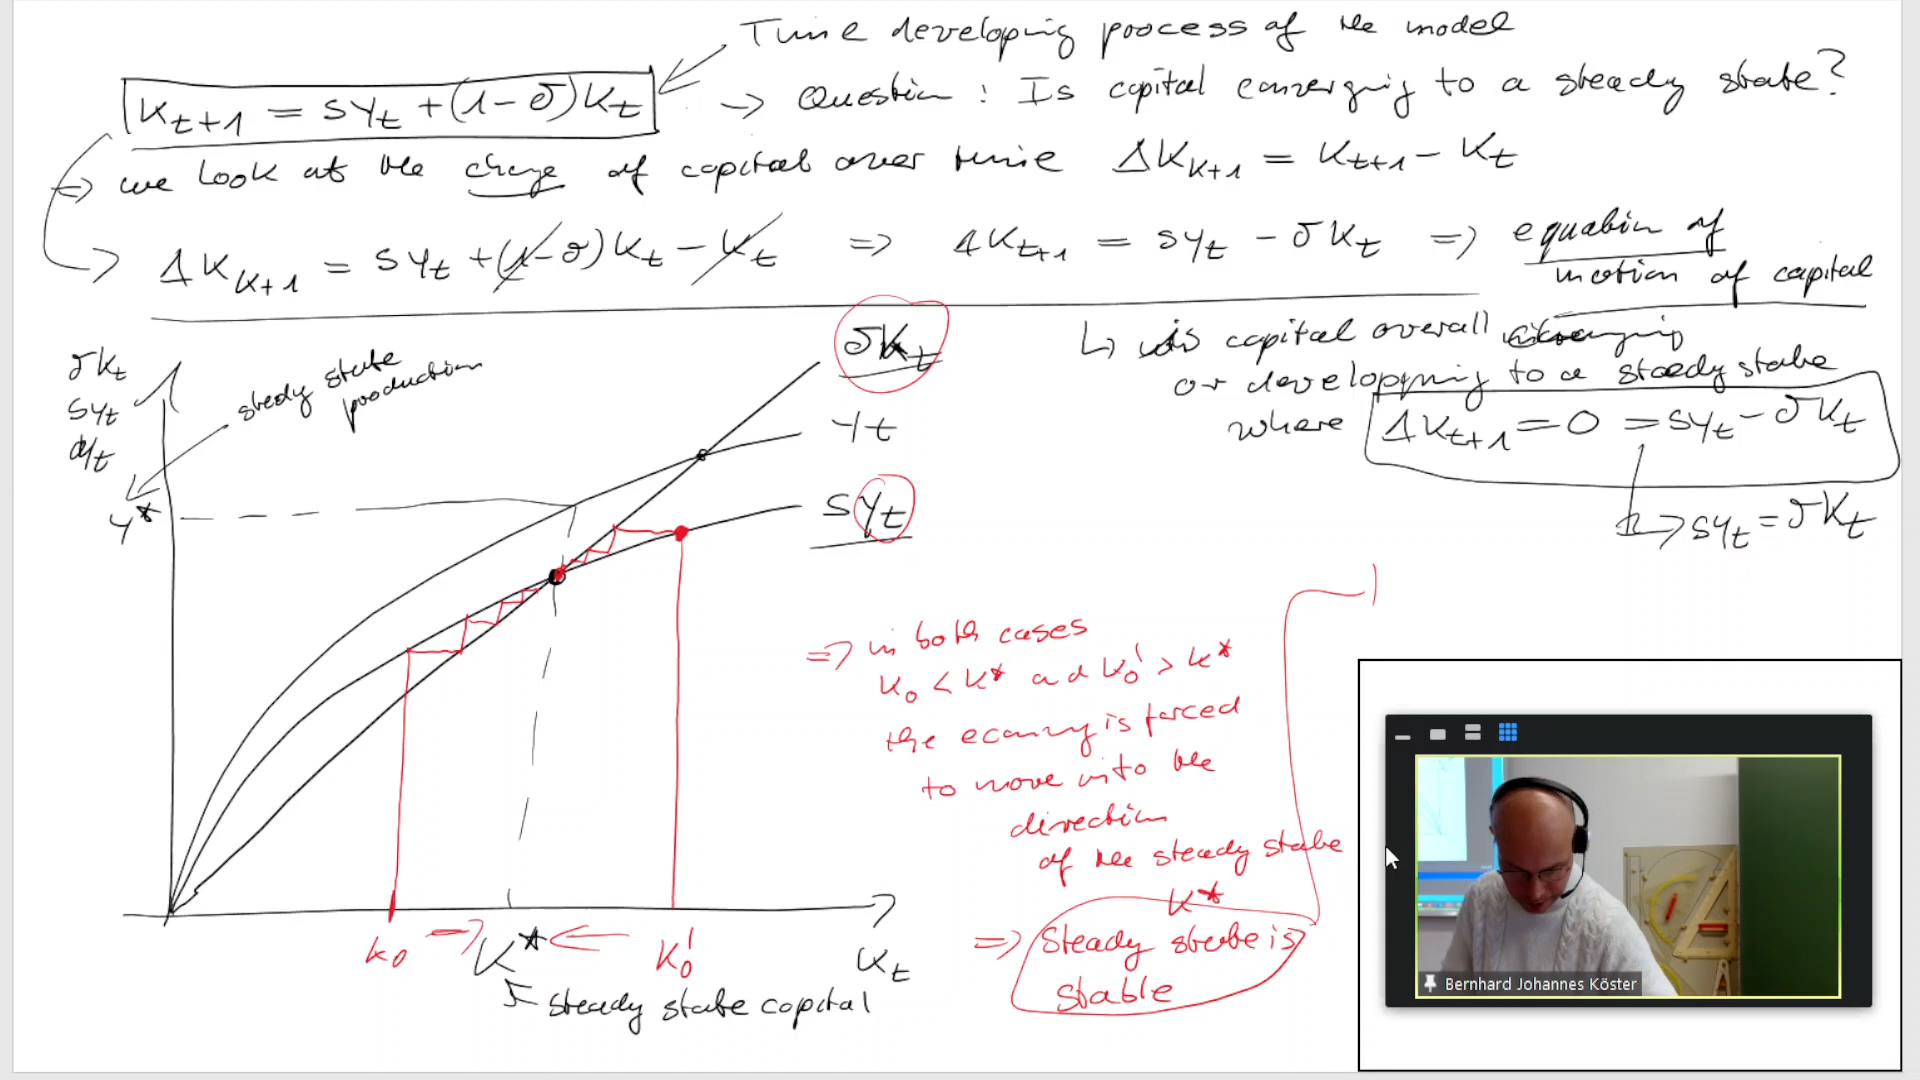 Time developing process of the model
K_{t+1} = sY_t + (1-δ)K_t
-> Question: Is capital converging to a steady state?
=> we look at the change of capital over time ΔK_{K+1} = K_{t+1} - K_t
-> ΔK_{K+1} = sY_t + (1-δ)K_t - K_t => ΔK_{t+1} = sY_t - δK_t => equation of
motion of capital
↳ is capital overall
or developping to a steady state
where ΔK_{t+1} = 0 = sY_t - δK_t
=> sY_t = δK_t
δK_t
sY_t
Y_t
steady state
production
Y*
δK_t
Y_t
sY_t
=> in both cases
K_0 < K* and K_0' > K*
the economy is forced
to move into the
direction
of the steady state
K*
=> Steady state is
stable
k_0 => K* <= K_0'
K_t
steady state capital
Bernhard Johannes Köster